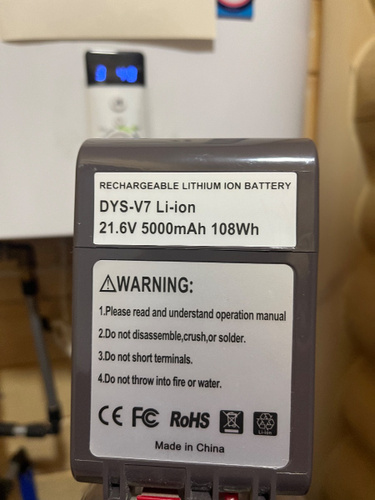 0 40
RECHARGEABLE LITHIUM ION BATTERY
DYS-V7 Li-ion
21.6V 5000mAh 108Wh
WARNING:
1.Please read and understand operation manual
2.Do not disassemble,crush,or solder.
3.Do not short terminals.
4.Do not throw into fire or water.
CE FC RoHS
Made in China